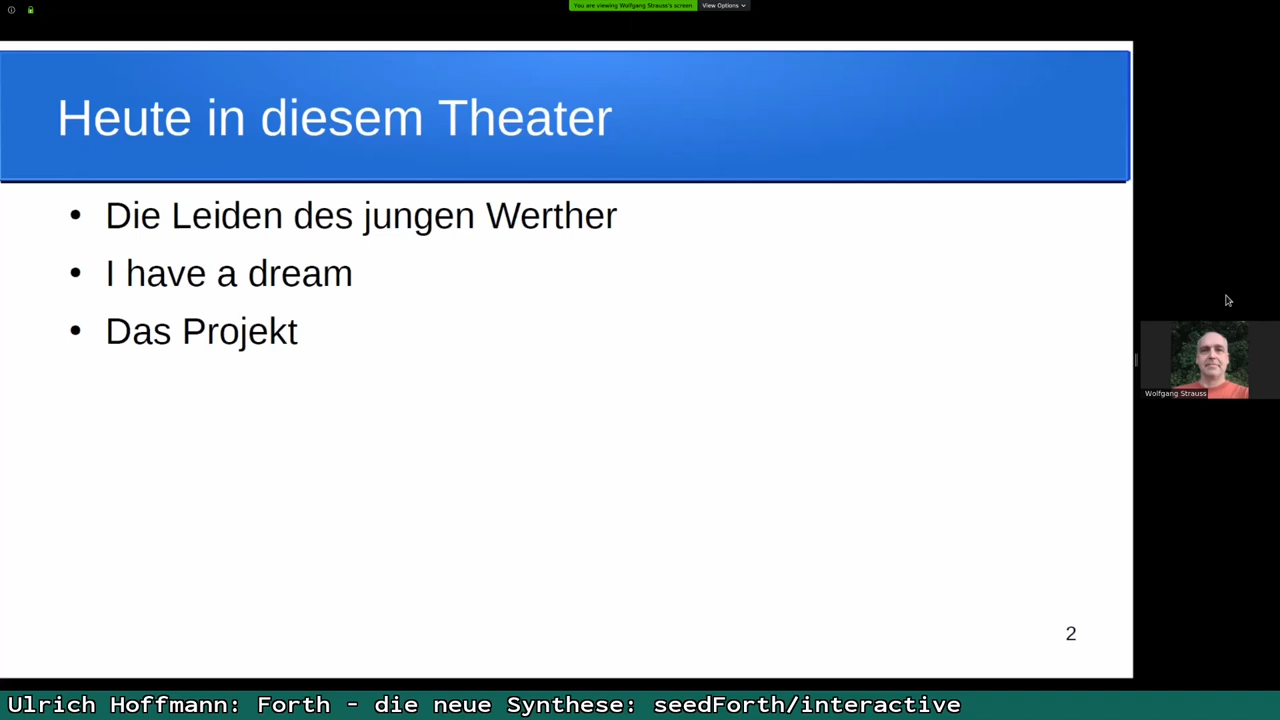 You are viewing Wolfgang Strauss's screen
View Options
Heute in diesem Theater
• Die Leiden des jungen Werther
• I have a dream
• Das Projekt
Wolfgang Strauss
2
Ulrich Hoffmann: Forth - die neue Synthese: seedForth/interactive